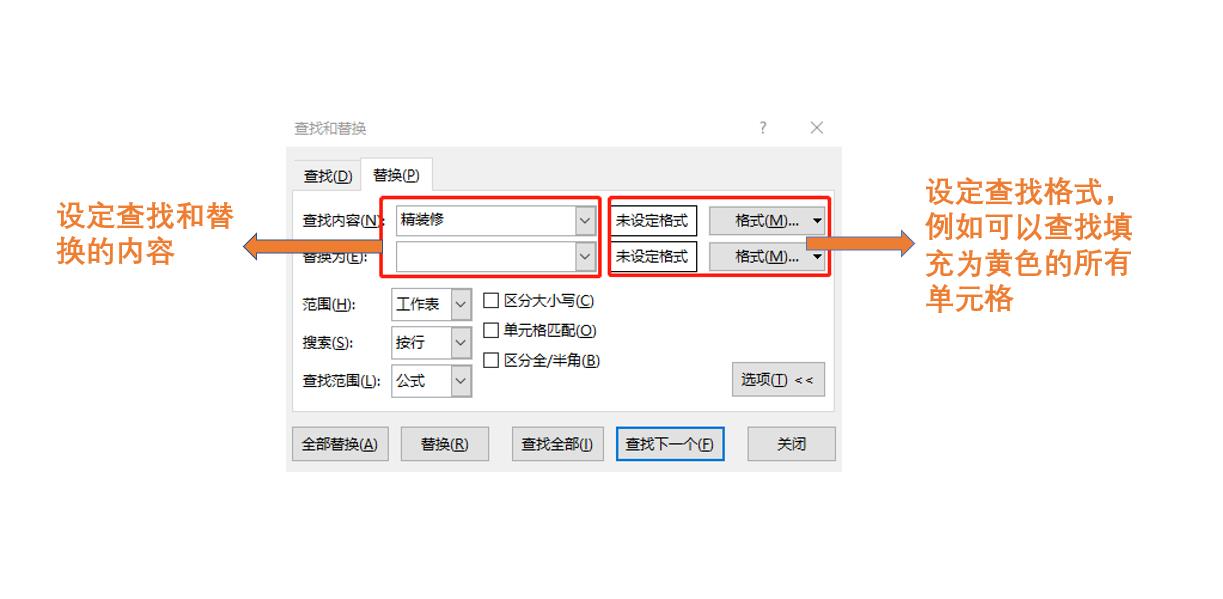 查找和替换 ?
查找(D) 替换(P)
查找内容(N): 精装修 未设定格式 格式(M)...
替换为(E): 未设定格式 格式(M)...
范围(H): 工作表 区分大小写(C)
搜索(S): 按行 单元格匹配(O)
查找范围(L): 公式 区分全/半角(B)
选项(T) <<
全部替换(A) 替换(R) 查找全部(I) 查找下一个(F) 关闭
设定查找和替
换的内容
设定查找格式，
例如可以查找填
充为黄色的所有
单元格